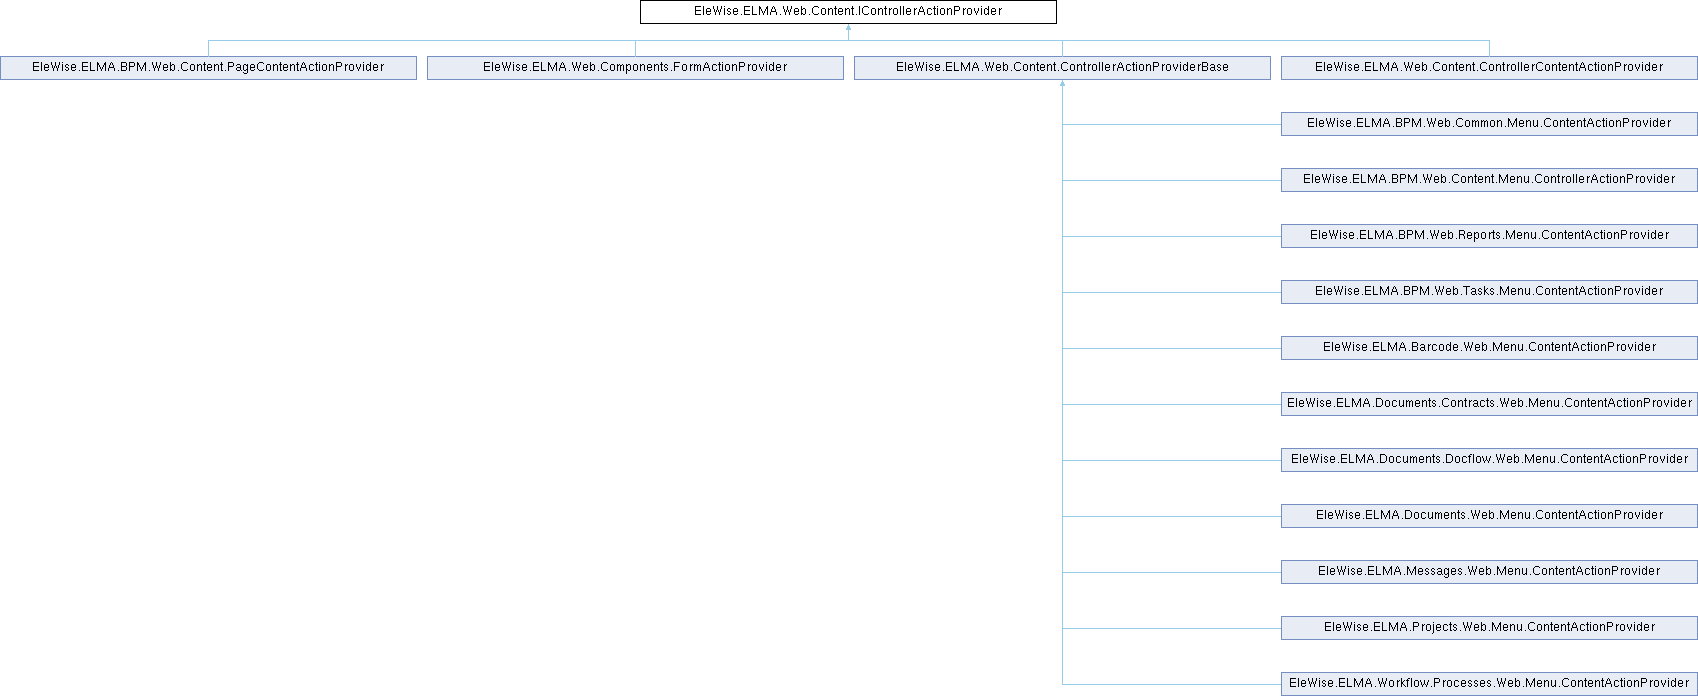 EleWise.ELMA.Web.Content.IControllerActionProvider
EleWise.ELMA.BPM.Web.Content.PageContentActionProvider
EleWise.ELMA.Web.Components.FormActionProvider
EleWise.ELMA.Web.Content.ControllerActionProviderBase
EleWise.ELMA.Web.Content.ControllerContentActionProvider
EleWise.ELMA.BPM.Web.Common.Menu.ContentActionProvider
EleWise.ELMA.BPM.Web.Content.Menu.ControllerActionProvider
EleWise.ELMA.BPM.Web.Reports.Menu.ContentActionProvider
EleWise.ELMA.BPM.Web.Tasks.Menu.ContentActionProvider
EleWise.ELMA.Barcode.Web.Menu.ContentActionProvider
EleWise.ELMA.Documents.Contracts.Web.Menu.ContentActionProvider
EleWise.ELMA.Documents.Docflow.Web.Menu.ContentActionProvider
EleWise.ELMA.Documents.Web.Menu.ContentActionProvider
EleWise.ELMA.Messages.Web.Menu.ContentActionProvider
EleWise.ELMA.Projects.Web.Menu.ContentActionProvider
EleWise.ELMA.Workflow.Processes.Web.Menu.ContentActionProvider